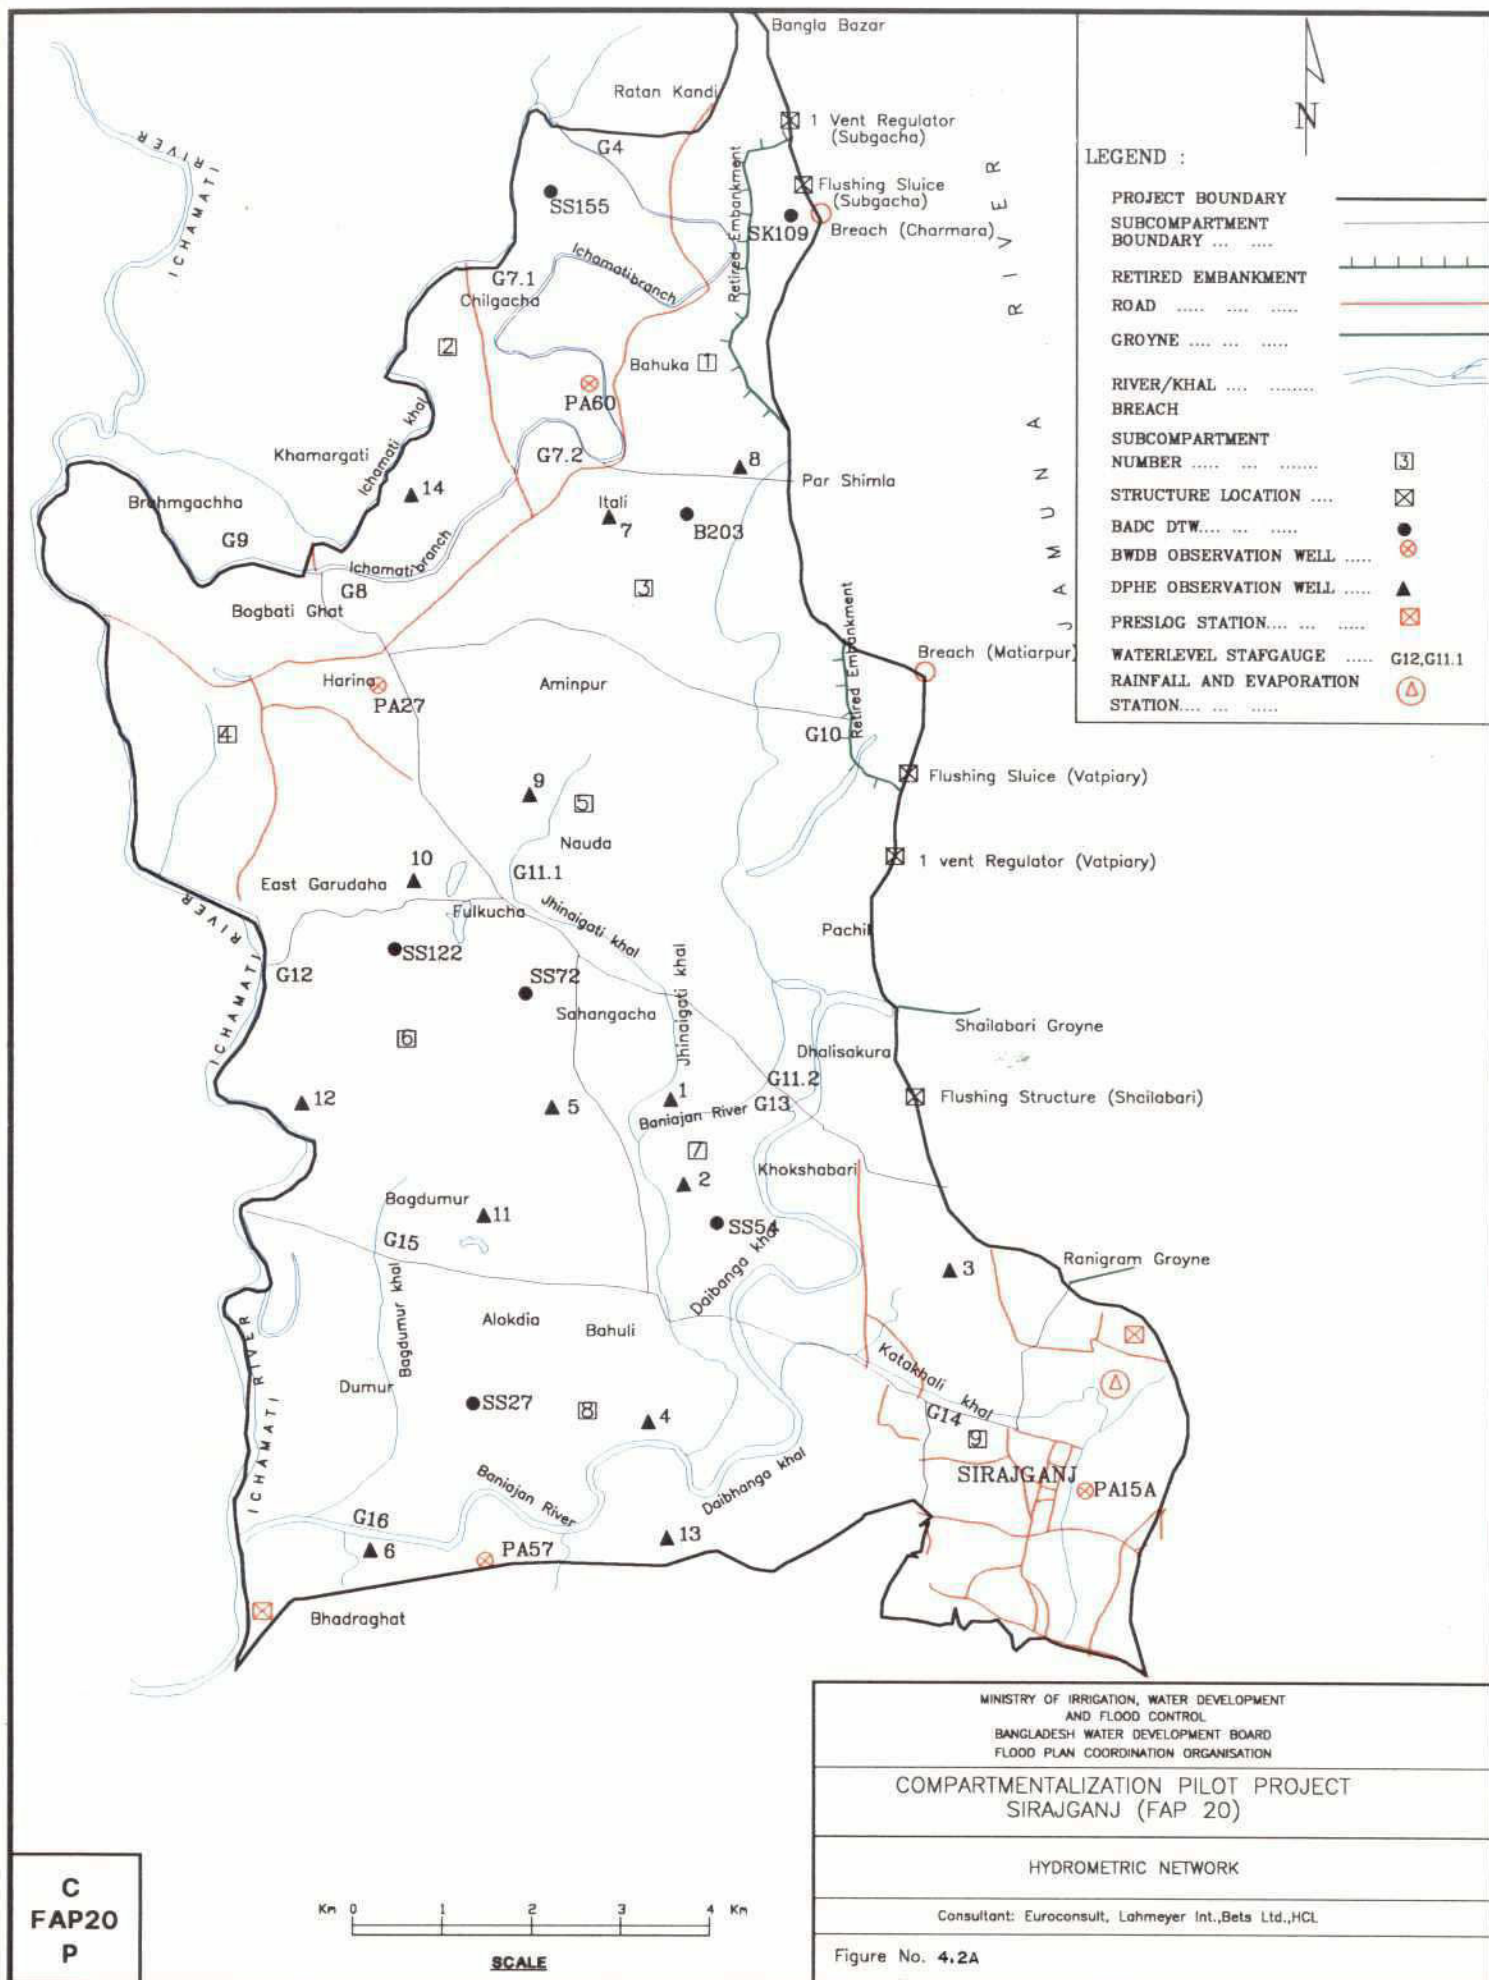 Bangla Bazar
Ratan Kandi
1 Vent Regulator
(Subgacha)
G4
Flushing Sluice
(Subgacha)
SS155
SK109
Breach (Charmara)
Retired Embankment
ICHAMATI RIVER
JAMUNA RIVER
Ichamatibranch
G7.1
Chilgacha
2
Bahuka 1
PA60
Ichamati khal
Khamargati
G7.2
8
Par Shimla
14
Itali
7
B203
Brahmgachha
G9
Ichamati branch
G8
Bogbati Ghat
3
Retired Embankment
Breach (Matiarpur)
Harina
PA27
Aminpur
4
G10
Flushing Sluice (Vatpiary)
9
5
Nauda
1 vent Regulator (Vatpiary)
10
G11.1
East Garudaha
Fulkucha
Jhinaigati khal
Pachil
SS122
G12
SS72
Sahangacha
Jhinaigati khal
ICHAMATI RIVER
Shailabari Groyne
6
Dhalisakura
G11.2
12
5
1
Baniajan River
G13
Flushing Structure (Shailabari)
7
Khokshabari
2
Bagdumur
11
SS54
G15
Daibanga khal
3
Ranigram Groyne
Bagdumur khal
Alokdia
Bahuli
ICHAMATI RIVER
Dumur
Katakhali khal
SS27
8
4
G14
9
SIRAJGANJ
PA15A
Baniajan River
Daibhanga khal
G16
6
PA57
13
Bhadraghat
N
LEGEND :
PROJECT BOUNDARY
SUBCOMPARTMENT
BOUNDARY ... ....
RETIRED EMBANKMENT
ROAD ..... .... .....
GROYNE .... ... .....
RIVER/KHAL .... ........
BREACH
SUBCOMPARTMENT
NUMBER ..... ... ....... 3
STRUCTURE LOCATION ....
BADC DTW.... ... .....
BWDB OBSERVATION WELL .....
DPHE OBSERVATION WELL .....
PRESLOG STATION.... ... .....
WATERLEVEL STAFGAUGE ..... G12,G11.1
RAINFALL AND EVAPORATION
STATION.... ... .....
MINISTRY OF IRRIGATION, WATER DEVELOPMENT
AND FLOOD CONTROL
BANGLADESH WATER DEVELOPMENT BOARD
FLOOD PLAN COORDINATION ORGANISATION
COMPARTMENTALIZATION PILOT PROJECT
SIRAJGANJ (FAP 20)
HYDROMETRIC NETWORK
Consultant: Euroconsult, Lahmeyer Int.,Bets Ltd.,HCL
Figure No. 4.2A
C
FAP20
P
Km 0 1 2 3 4 Km
SCALE